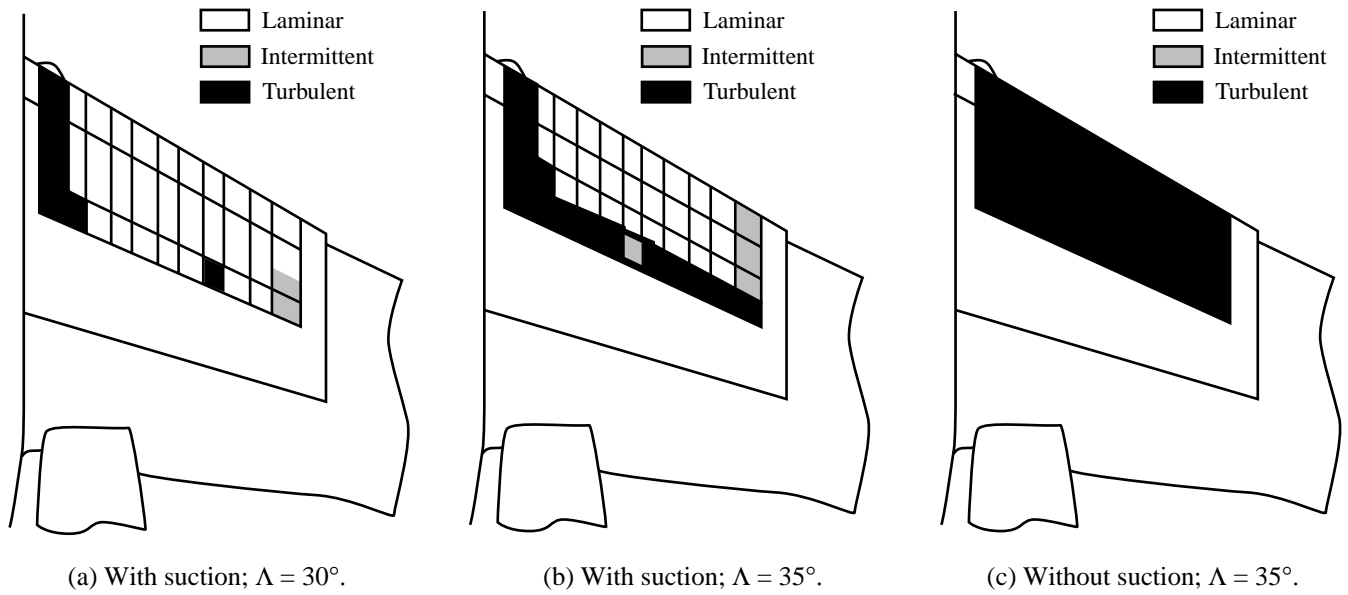 Laminar
Intermittent
Turbulent
Laminar
Intermittent
Turbulent
Laminar
Intermittent
Turbulent
(a) With suction; Λ = 30°.
(b) With suction; Λ = 35°.
(c) Without suction; Λ = 35°.